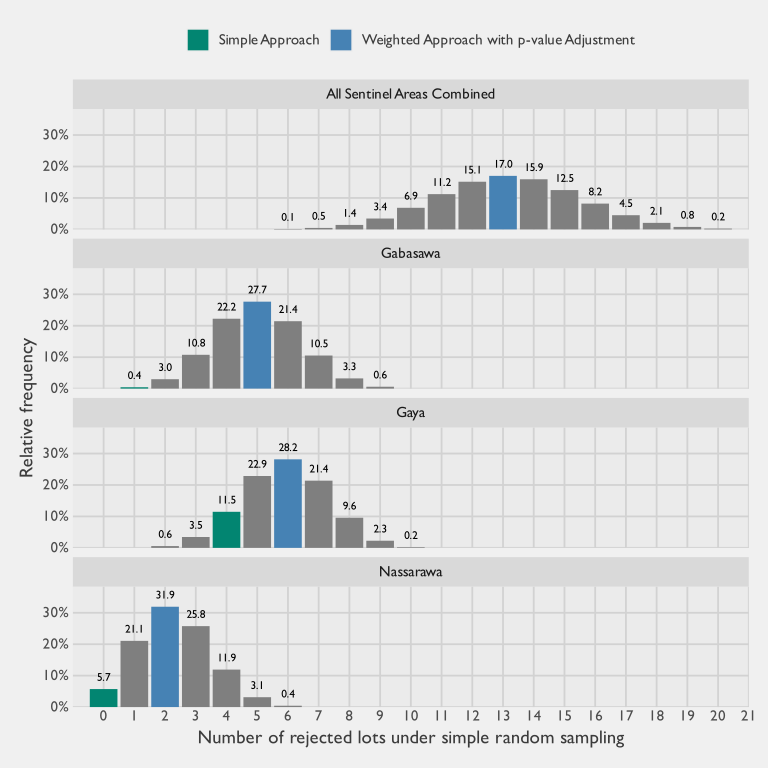 Simple Approach Weighted Approach with p-value Adjustment
All Sentinel Areas Combined
30%
20%
10%
0%
0.1 0.5 1.4 3.4 6.9 11.2 15.1 17.0 15.9 12.5 8.2 4.5 2.1 0.8 0.2
Gabasawa
30%
20%
10%
0%
0.4 3.0 10.8 22.2 27.7 21.4 10.5 3.3 0.6
Gaya
30%
20%
10%
0%
0.6 3.5 11.5 22.9 28.2 21.4 9.6 2.3 0.2
Nassarawa
30%
20%
10%
0%
5.7 21.1 31.9 25.8 11.9 3.1 0.4
0 1 2 3 4 5 6 7 8 9 10 11 12 13 14 15 16 17 18 19 20 21
Number of rejected lots under simple random sampling
Relative frequency